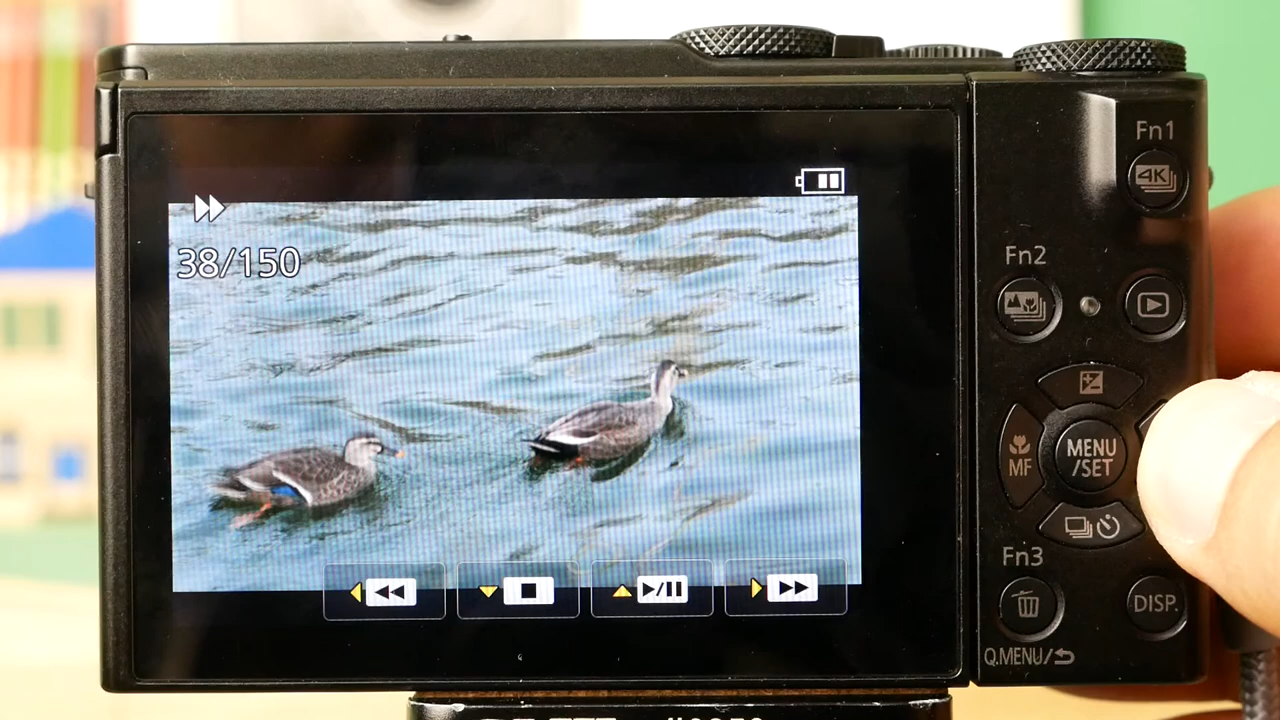 Fn1
4K
38/150
Fn2
MF
MENU
/SET
Fn3
DISP.
Q.MENU/